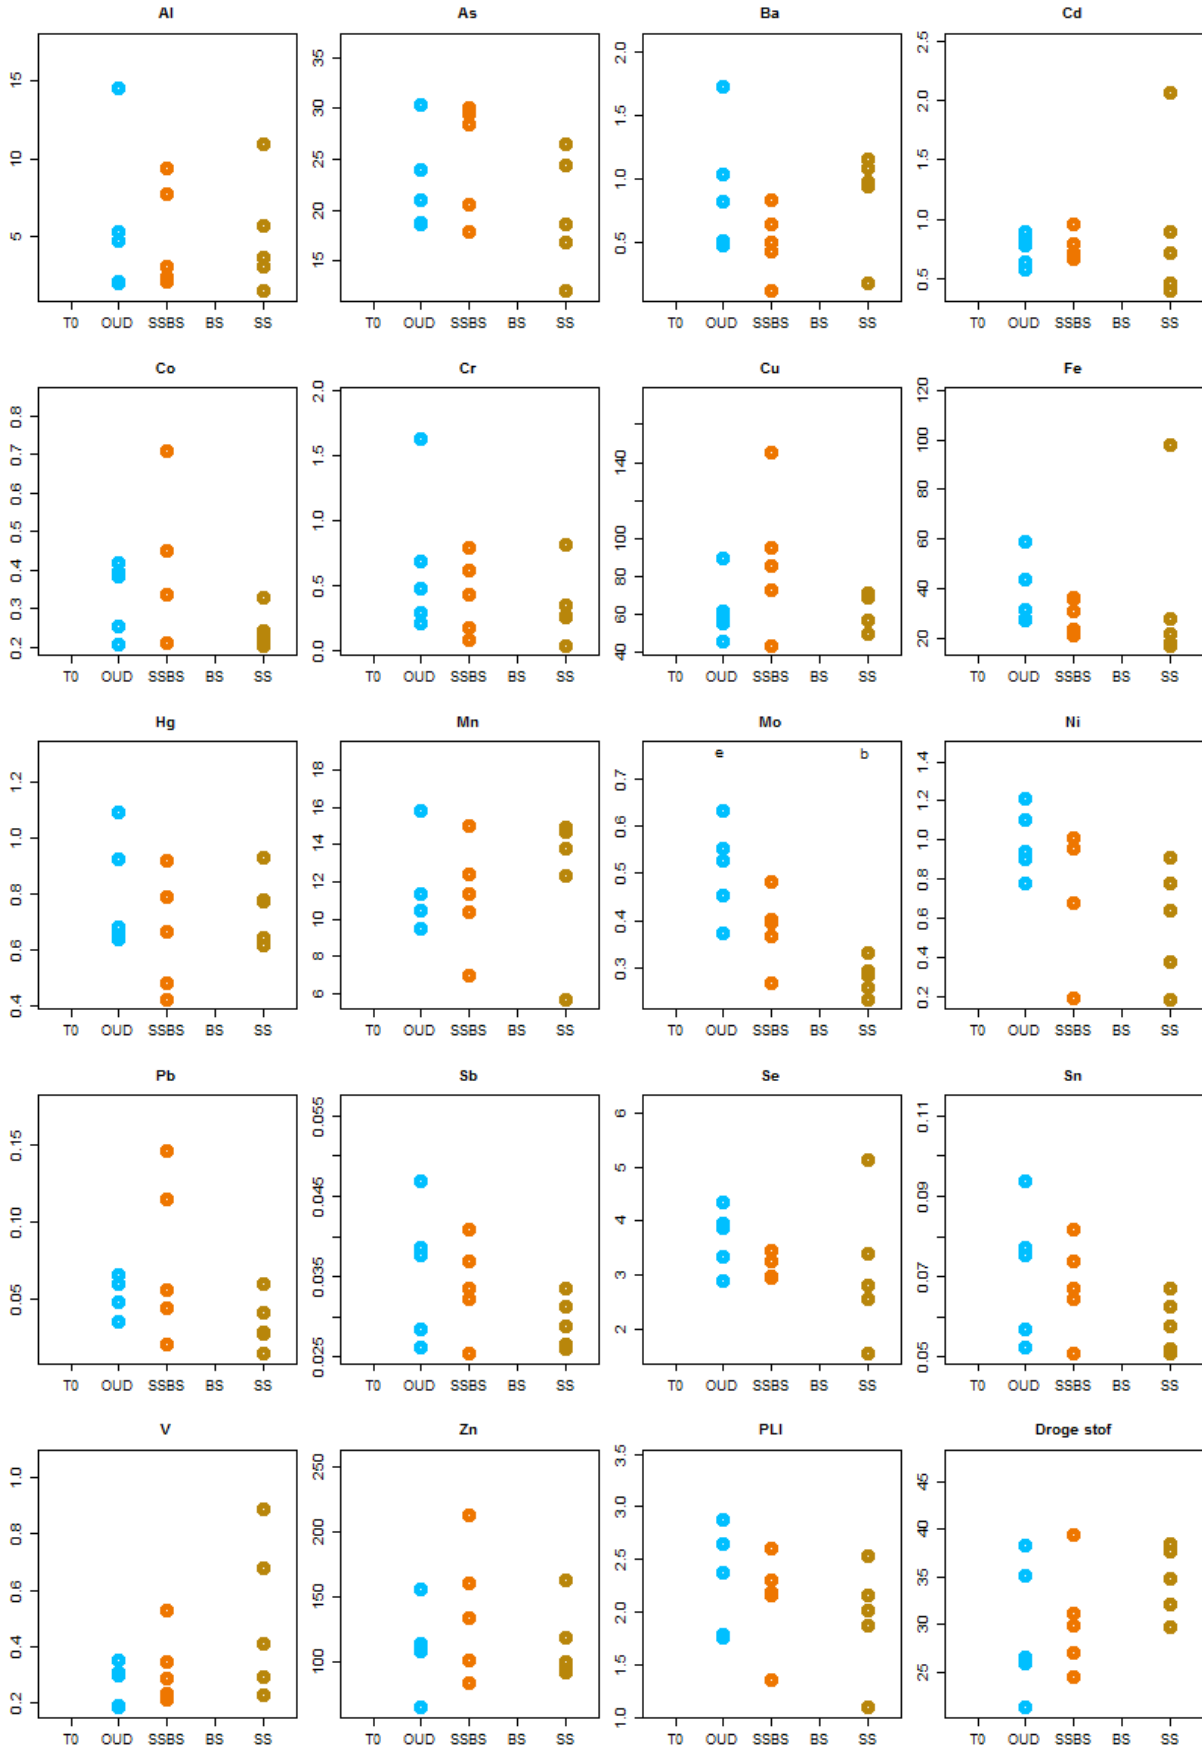 Al As Ba Cd
15 10 5
35 30 25 20 15
2.0 1.5 1.0 0.5
2.5 2.0 1.5 1.0 0.5
T0 OUD SSBS BS SS T0 OUD SSBS BS SS T0 OUD SSBS BS SS T0 OUD SSBS BS SS
Co Cr Cu Fe
0.8 0.7 0.6 0.5 0.4 0.3 0.2
2.0 1.5 1.0 0.5 0.0
140 100 80 60 40
120 100 80 60 40 20
T0 OUD SSBS BS SS T0 OUD SSBS BS SS T0 OUD SSBS BS SS T0 OUD SSBS BS SS
Hg Mn Mo Ni
1.2 1.0 0.8 0.6 0.4
18 16 14 12 10 8 6
e b
0.7 0.6 0.5 0.4 0.3
1.4 1.2 1.0 0.8 0.6 0.4 0.2
T0 OUD SSBS BS SS T0 OUD SSBS BS SS T0 OUD SSBS BS SS T0 OUD SSBS BS SS
Pb Sb Se Sn
0.15 0.10 0.05
0.055 0.045 0.035 0.025
6 5 4 3 2
0.11 0.09 0.07 0.05
T0 OUD SSBS BS SS T0 OUD SSBS BS SS T0 OUD SSBS BS SS T0 OUD SSBS BS SS
V Zn PLI Droge stof
1.0 0.8 0.6 0.4 0.2
250 200 150 100
3.5 3.0 2.5 2.0 1.5 1.0
45 40 35 30 25
T0 OUD SSBS BS SS T0 OUD SSBS BS SS T0 OUD SSBS BS SS T0 OUD SSBS BS SS